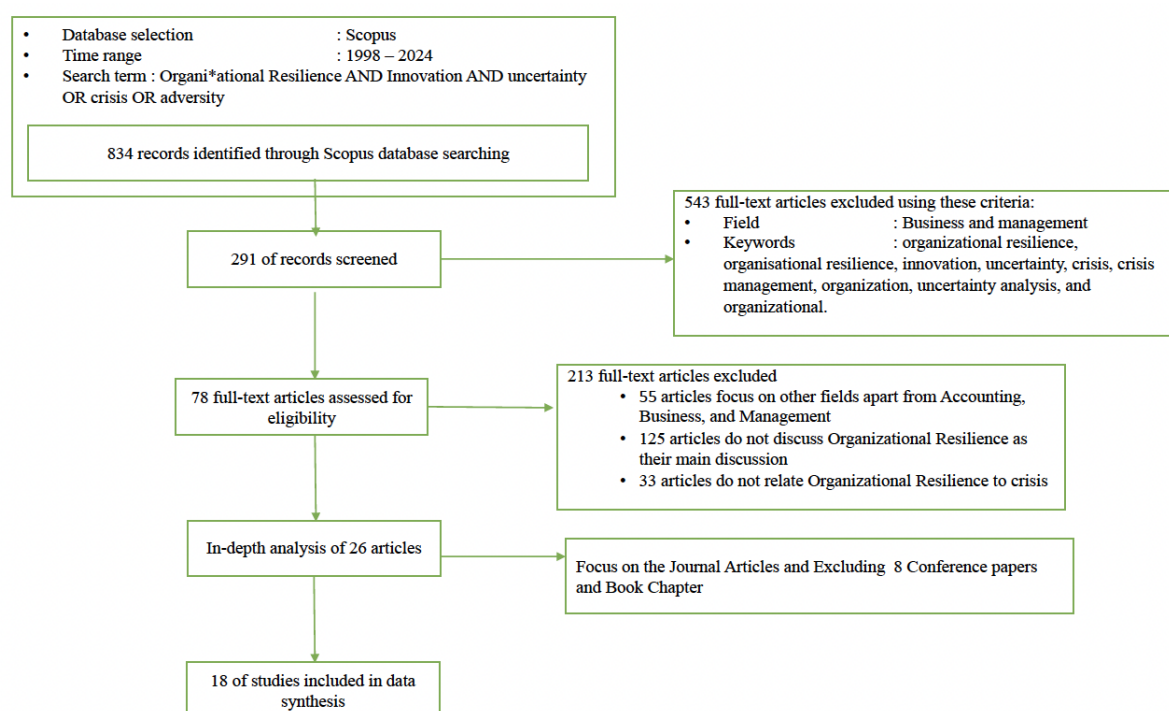 • Database selection : Scopus
• Time range : 1998 – 2024
• Search term : Organi*ational Resilience AND Innovation AND uncertainty
OR crisis OR adversity
834 records identified through Scopus database searching
543 full-text articles excluded using these criteria:
• Field : Business and management
• Keywords : organizational resilience,
organisational resilience, innovation, uncertainty, crisis, crisis
management, organization, uncertainty analysis, and
organizational.
291 of records screened
213 full-text articles excluded
• 55 articles focus on other fields apart from Accounting,
Business, and Management
• 125 articles do not discuss Organizational Resilience as
their main discussion
• 33 articles do not relate Organizational Resilience to crisis
78 full-text articles assessed for
eligibility
In-depth analysis of 26 articles
Focus on the Journal Articles and Excluding 8 Conference papers
and Book Chapter
18 of studies included in data
synthesis